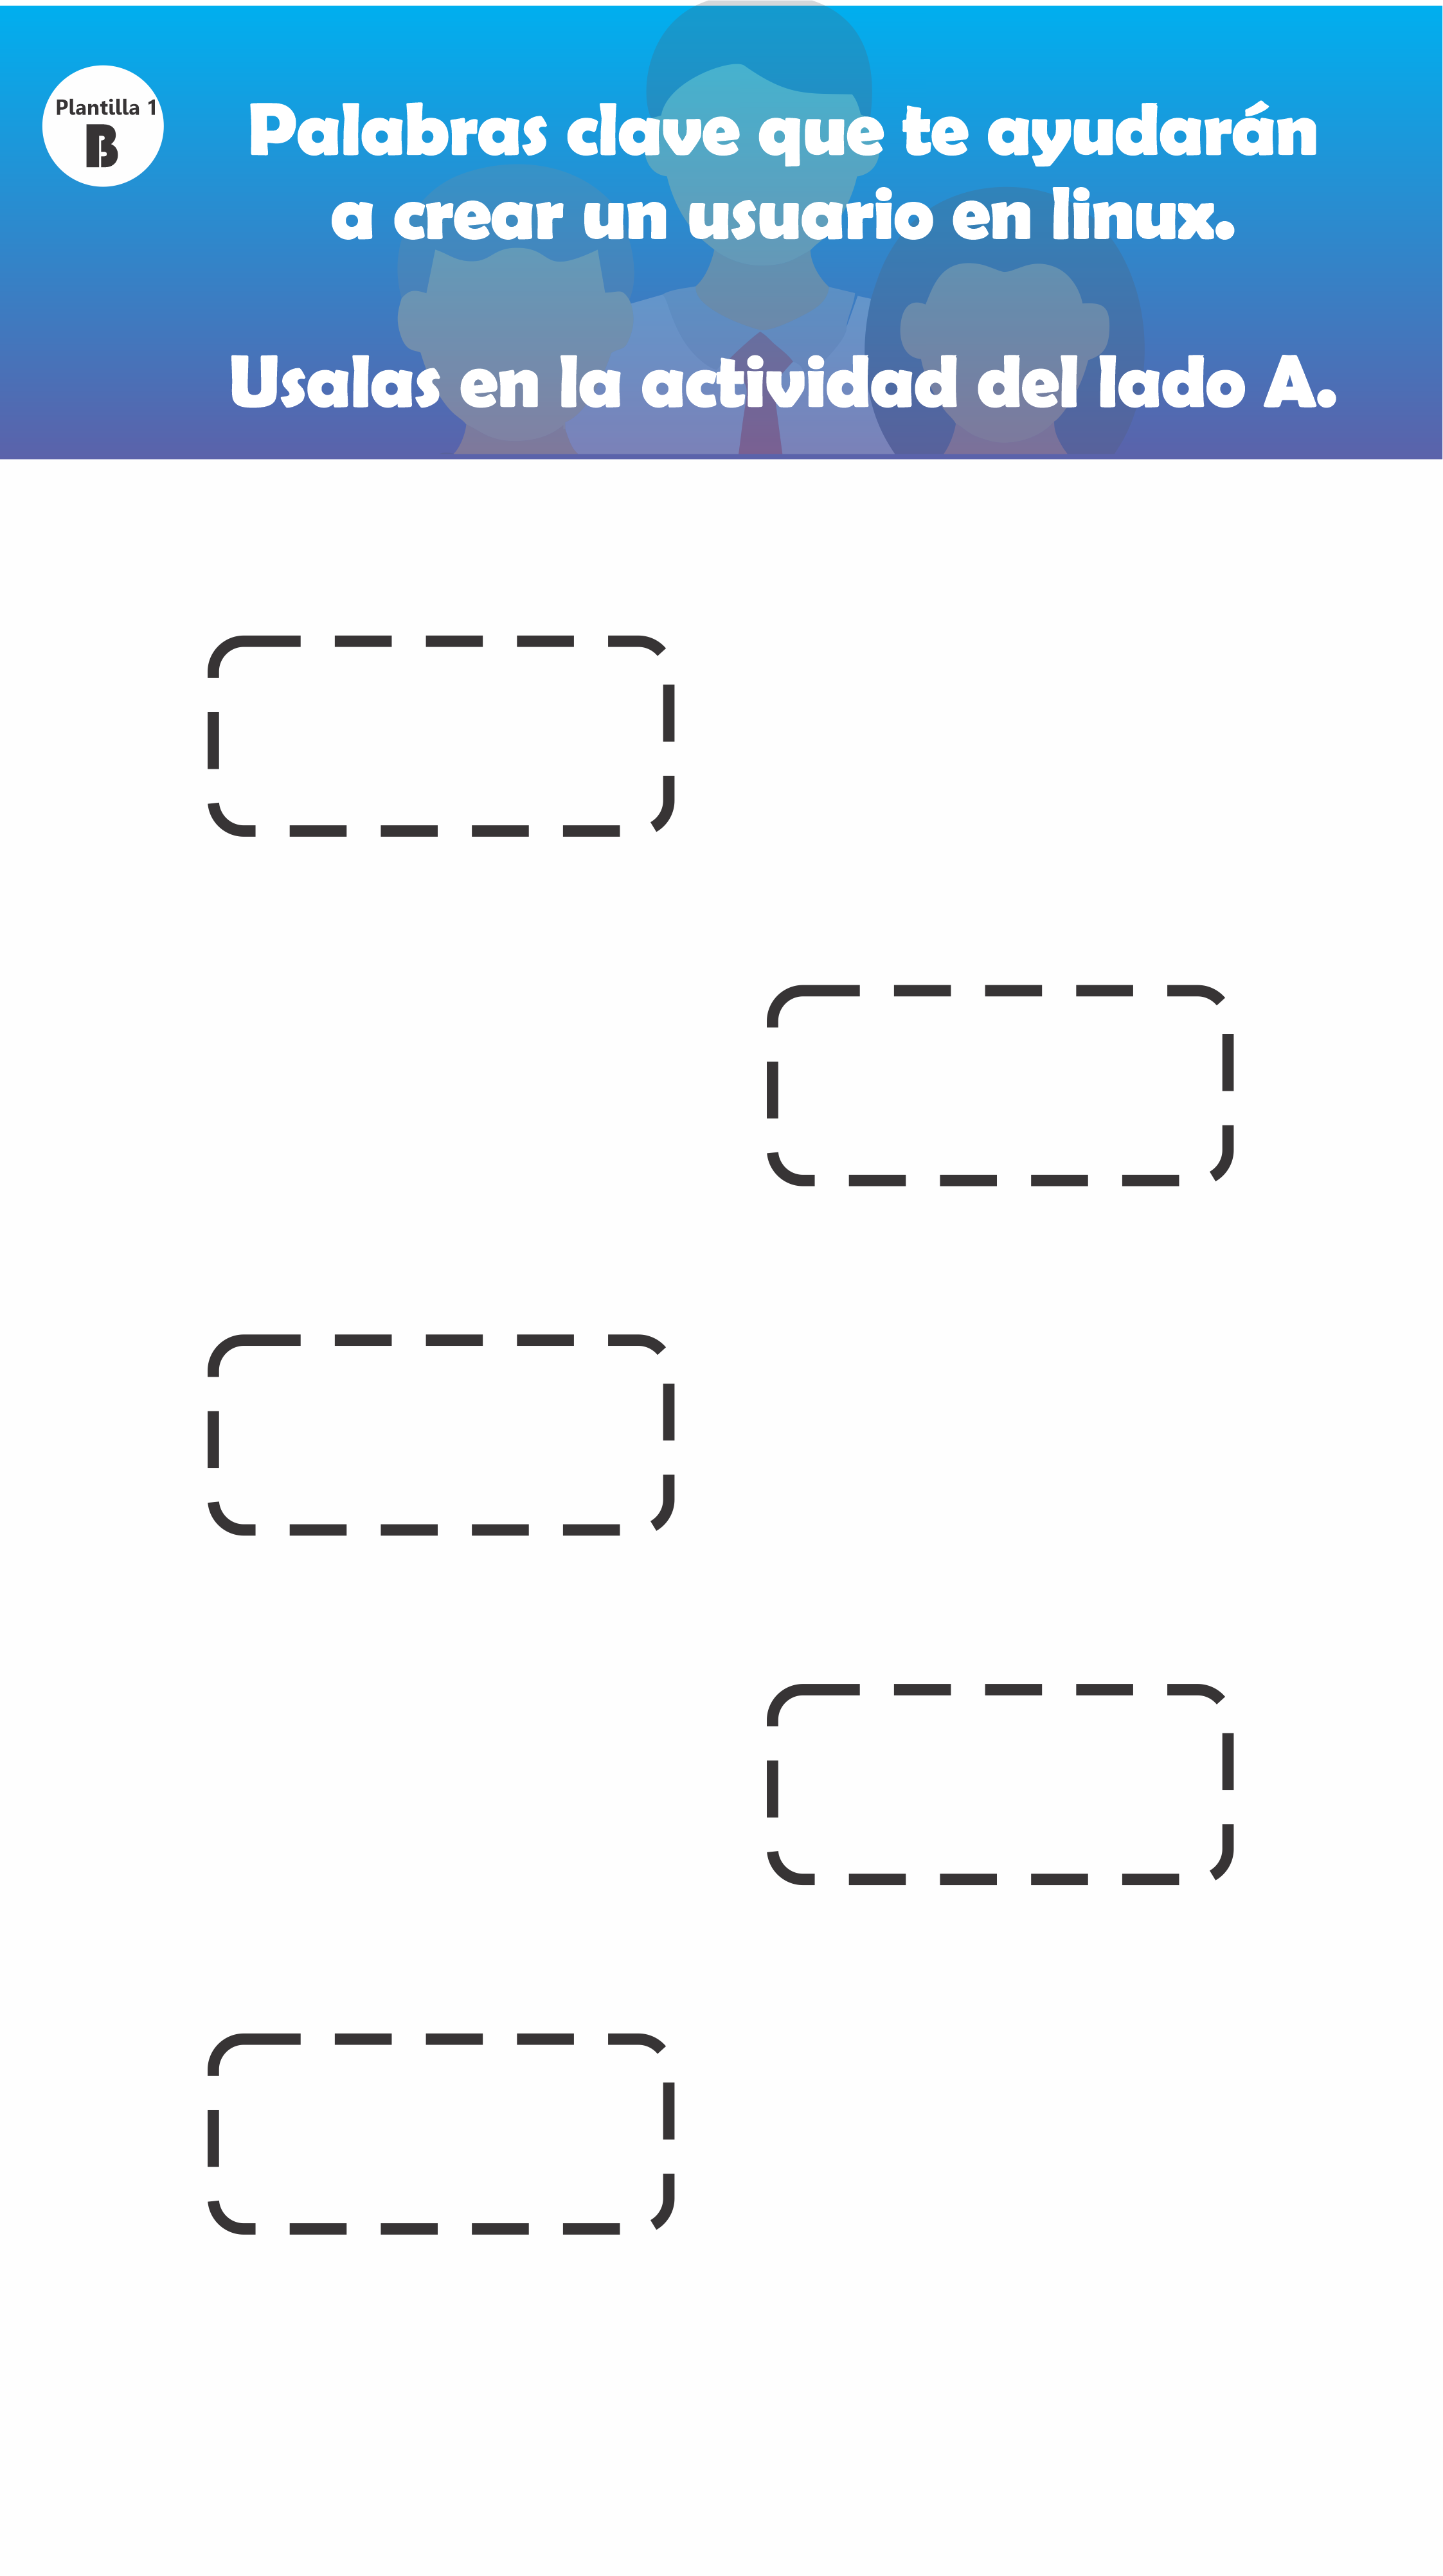 Plantilla 1
B
Palabras clave que te ayudarán
a crear un usuario en linux.
Usalas en la actividad del lado A.